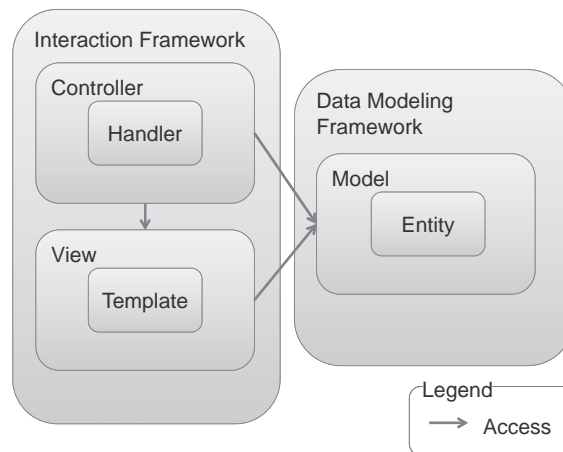 Interaction Framework
Controller
Handler
View
Template
Data Modeling
Framework
Model
Entity
Legend
Access